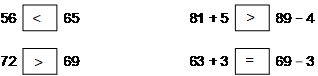 56 < 65 81 + 5 > 89 – 4
72 > 69 63 + 3 = 69 – 3